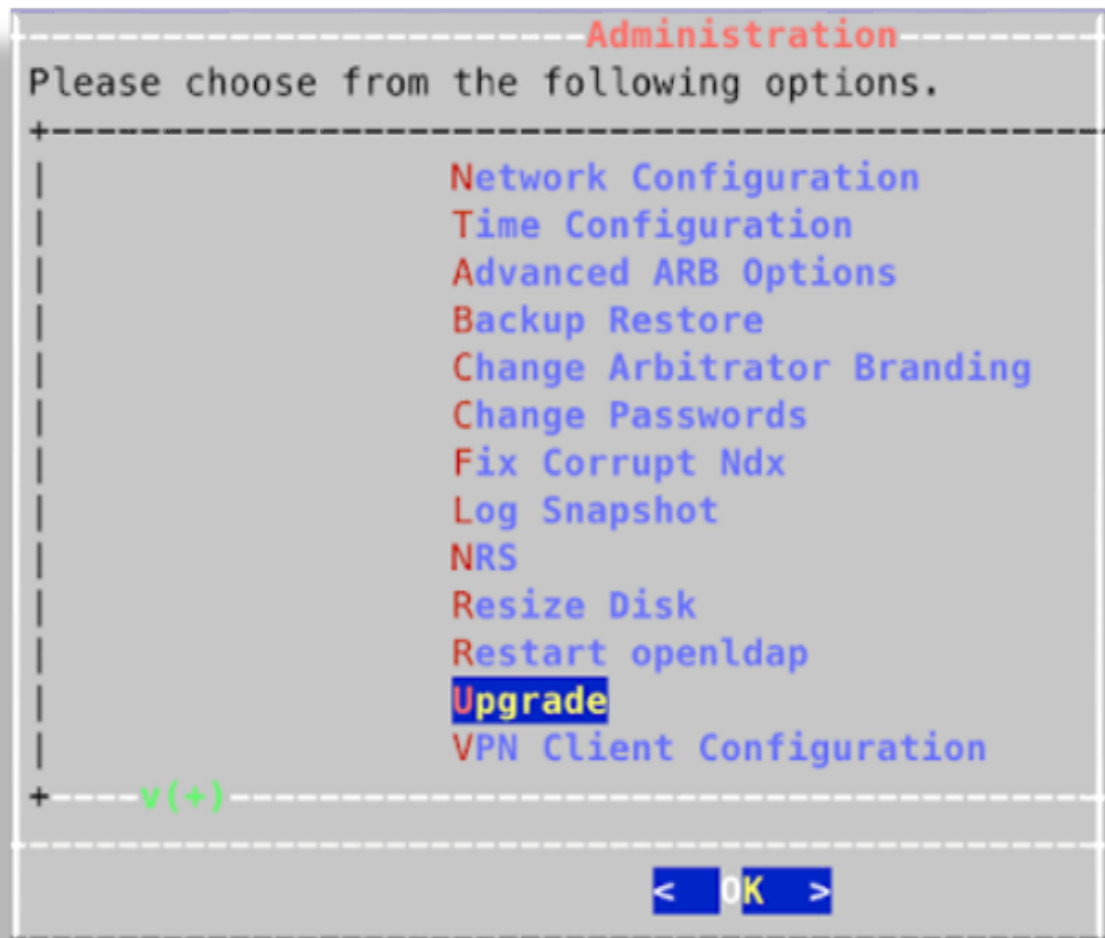 Administration
Please choose from the following options.
Network Configuration
Time Configuration
Advanced ARB Options
Backup Restore
Change Arbitrator Branding
Change Passwords
Fix Corrupt Ndx
Log Snapshot
NRS
Resize Disk
Restart openldap
Upgrade
VPN Client Configuration
v(+)
< OK >